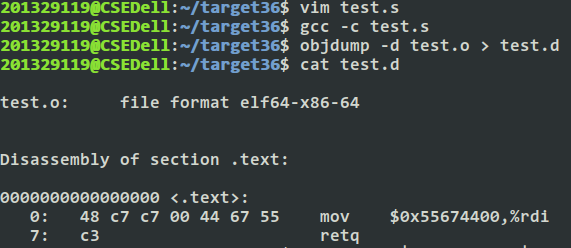 201329119@CSEDell:~/target36$ vim test.s
201329119@CSEDell:~/target36$ gcc -c test.s
201329119@CSEDell:~/target36$ objdump -d test.o > test.d
201329119@CSEDell:~/target36$ cat test.d
test.o:     file format elf64-x86-64
Disassembly of section .text:
0000000000000000 <.text>:
   0:   48 c7 c7 00 44 67 55    mov    $0x55674400,%rdi
   7:   c3                      retq